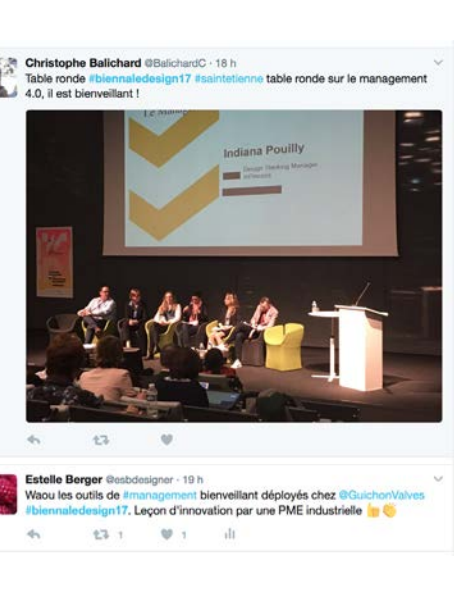 Christophe Balichard @BalichardC · 18 h
Table ronde #biennaledesign17 #saintetienne table ronde sur le management
4.0, il est bienveillant !
Indiana Pouilly
Design Thinking Manager
Estelle Berger @esbdesigner · 19 h
Waou les outils de #management bienveillant déployés chez @GuichonValves
#biennaledesign17. Leçon d'innovation par une PME industrielle 👍👏
1
1